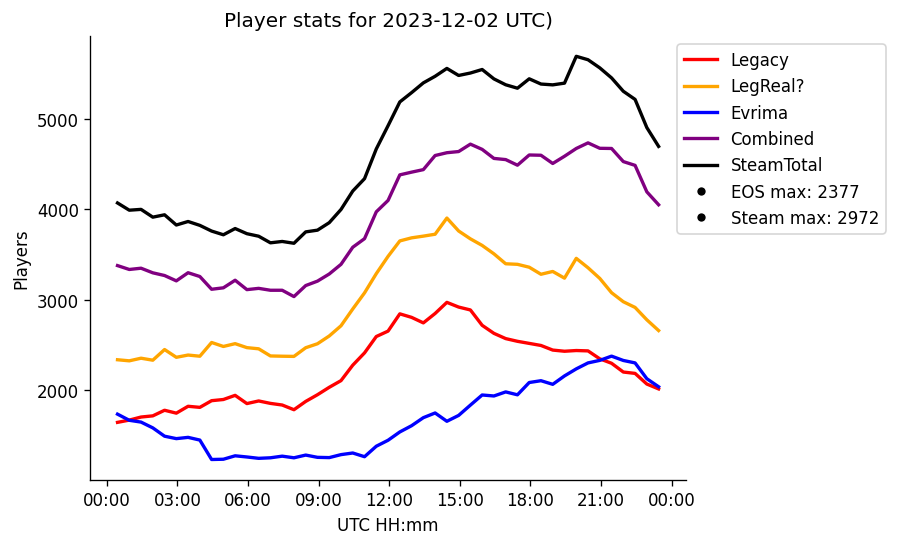 Player stats for 2023-12-02 UTC)
Legacy
LegReal?
Evrima
Combined
SteamTotal
EOS max: 2377
Steam max: 2972
Players
5000
4000
3000
2000
00:00 03:00 06:00 09:00 12:00 15:00 18:00 21:00 00:00
UTC HH:mm